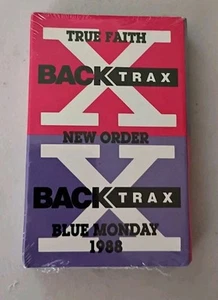 TRUE FAITH
X
BACK TRAX
NEW ORDER
X
BACK TRAX
BLUE MONDAY
1988